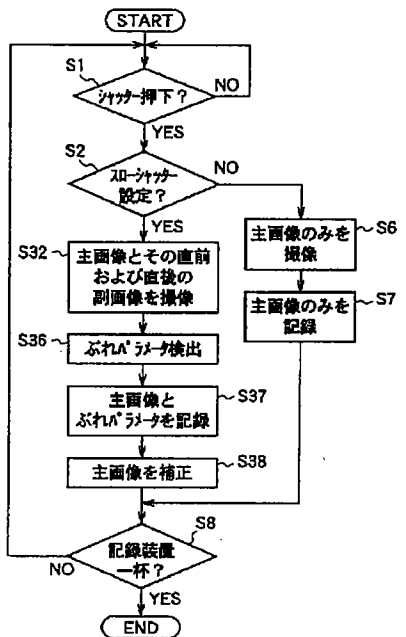 START
S1
シャッター押下？
NO
YES
S2
スローシャッター
設定？
NO
YES
S32
主画像とその直前
および直後の
副画像を撮像
S6
主画像のみを
撮像
S7
主画像のみを
記録
S36
ぶれパラメータ検出
S37
主画像と
ぶれパラメータを記録
S38
主画像を補正
S8
記録装置
一杯？
NO
YES
END